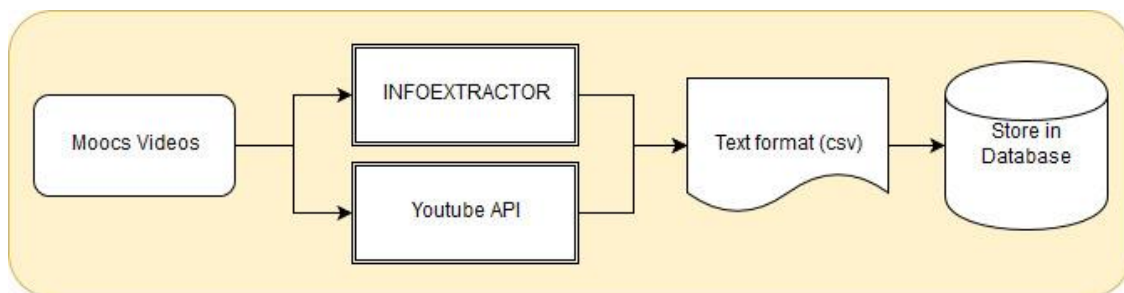 Moocs Videos
INFOEXTRACTOR
Youtube API
Text format (csv)
Store in
Database